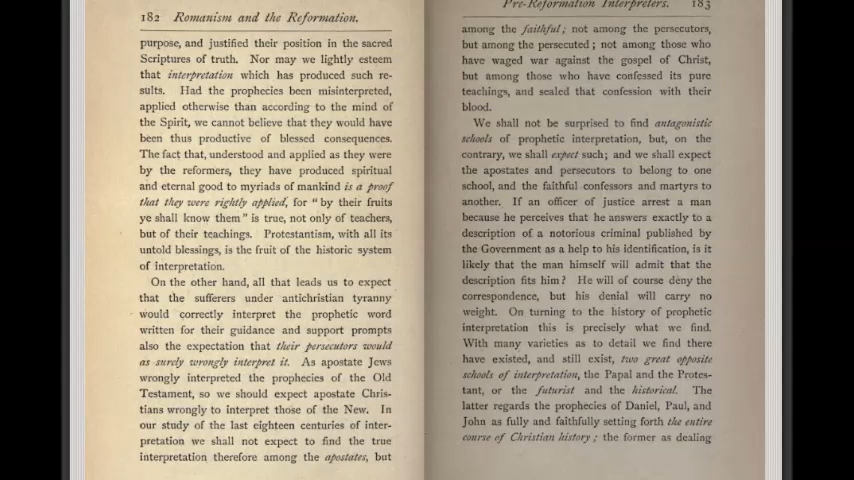 182 Romanism and the Reformation.
purpose, and justified their position in the sacred
Scriptures of truth. Nor may we lightly esteem
that interpretation which has produced such re-
sults. Had the prophecies been misinterpreted,
applied otherwise than according to the mind of
the Spirit, we cannot believe that they would have
been thus productive of blessed consequences.
The fact that, understood and applied as they were
by the reformers, they have produced spiritual
and eternal good to myriads of mankind is a proof
that they were rightly applied, for “by their fruits
ye shall know them” is true, not only of teachers,
but of their teachings. Protestantism, with all its
untold blessings, is the fruit of the historic system
of interpretation.
On the other hand, all that leads us to expect
that the sufferers under antichristian tyranny
would correctly interpret the prophetic word
written for their guidance and support prompts
also the expectation that their persecutors would
as surely wrongly interpret it. As apostate Jews
wrongly interpreted the prophecies of the Old
Testament, so we should expect apostate Chris-
tians wrongly to interpret those of the New. In
our study of the last eighteen centuries of inter-
pretation we shall not expect to find the true
interpretation therefore among the apostates, but
Pre-Reformation Interpreters. 183
among the faithful; not among the persecutors,
but among the persecuted; not among those who
have waged war against the gospel of Christ,
but among those who have confessed its pure
teachings, and sealed that confession with their
blood.
We shall not be surprised to find antagonistic
schools of prophetic interpretation, but, on the
contrary, we shall expect such; and we shall expect
the apostates and persecutors to belong to one
school, and the faithful confessors and martyrs to
another. If an officer of justice arrest a man
because he perceives that he answers exactly to a
description of a notorious criminal published by
the Government as a help to his identification, is it
likely that the man himself will admit that the
description fits him? He will of course deny the
correspondence, but his denial will carry no
weight. On turning to the history of prophetic
interpretation this is precisely what we find.
With many varieties as to detail we find there
have existed, and still exist, two great opposite
schools of interpretation, the Papal and the Protes-
tant, or the futurist and the historical. The
latter regards the prophecies of Daniel, Paul, and
John as fully and faithfully setting forth the entire
course of Christian history; the former as dealing